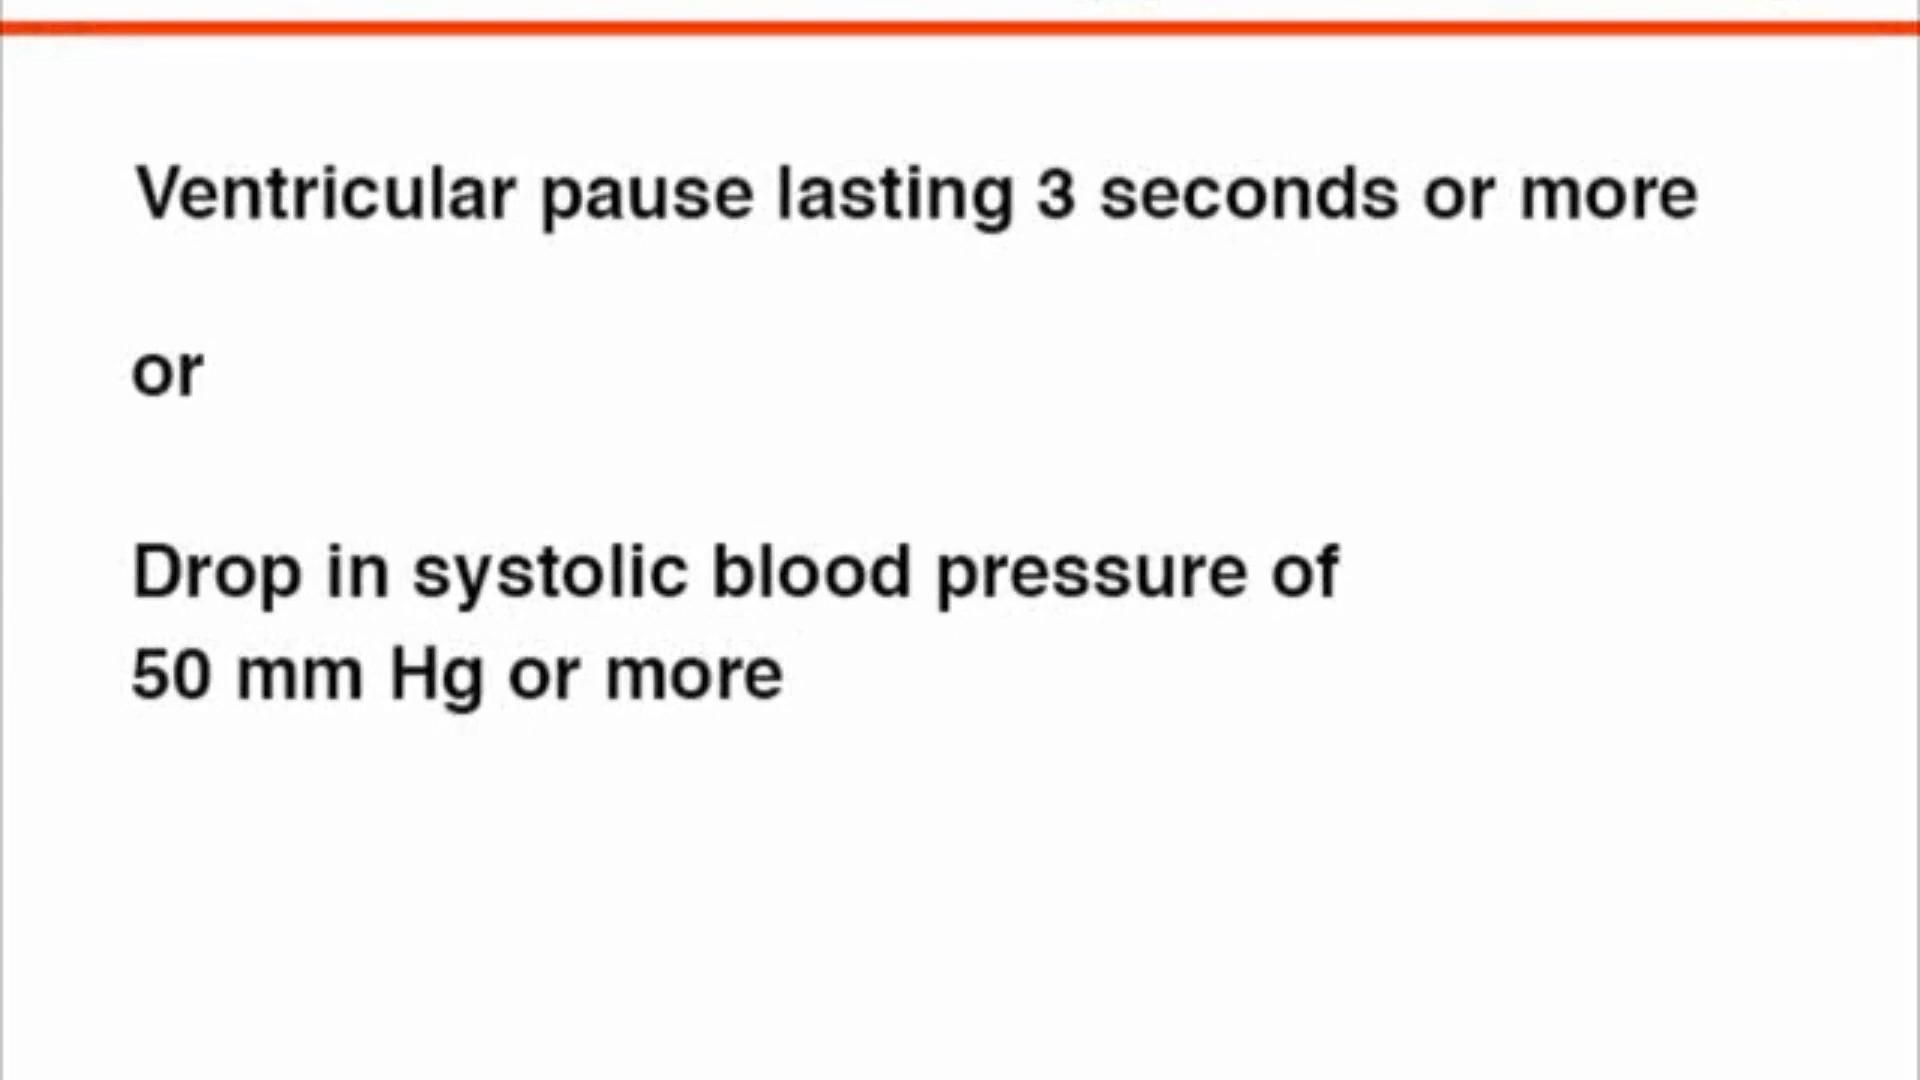 Ventricular pause lasting 3 seconds or more
or
Drop in systolic blood pressure of
50 mm Hg or more